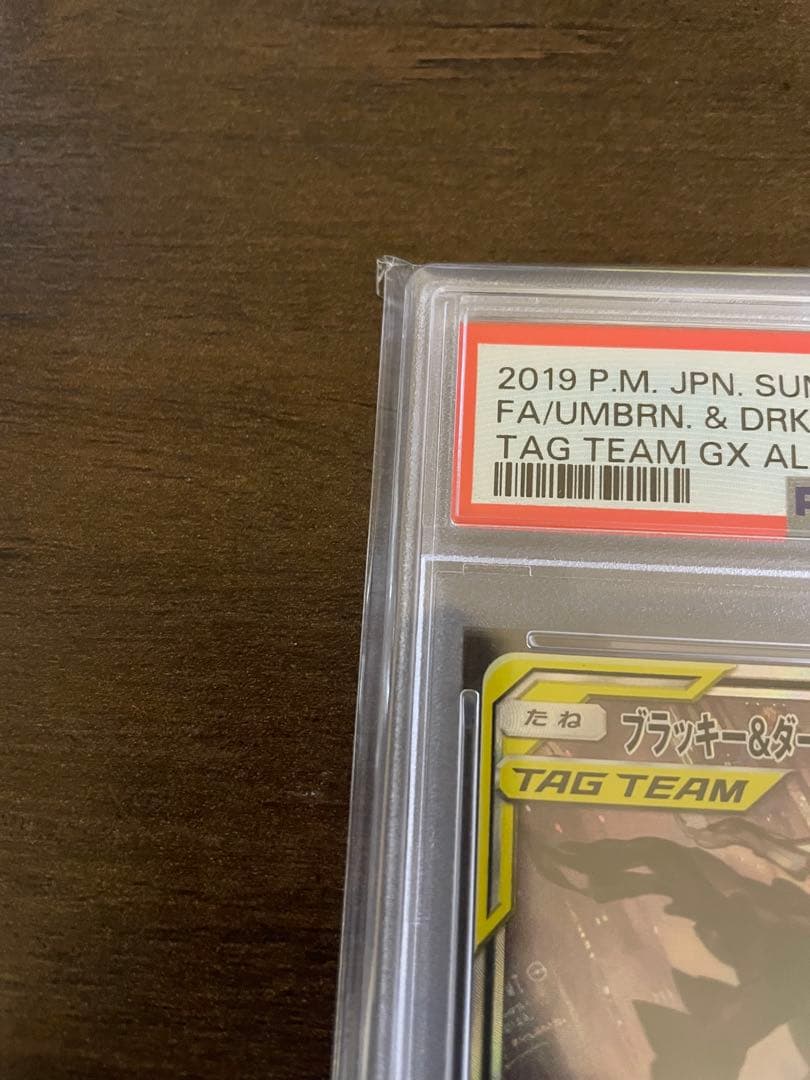 2019 P.M. JPN. SUN
FA/UMBRN. & DRK
TAG TEAM GX AL
P
たね
ブラッキー&ダー
TAG TEAM